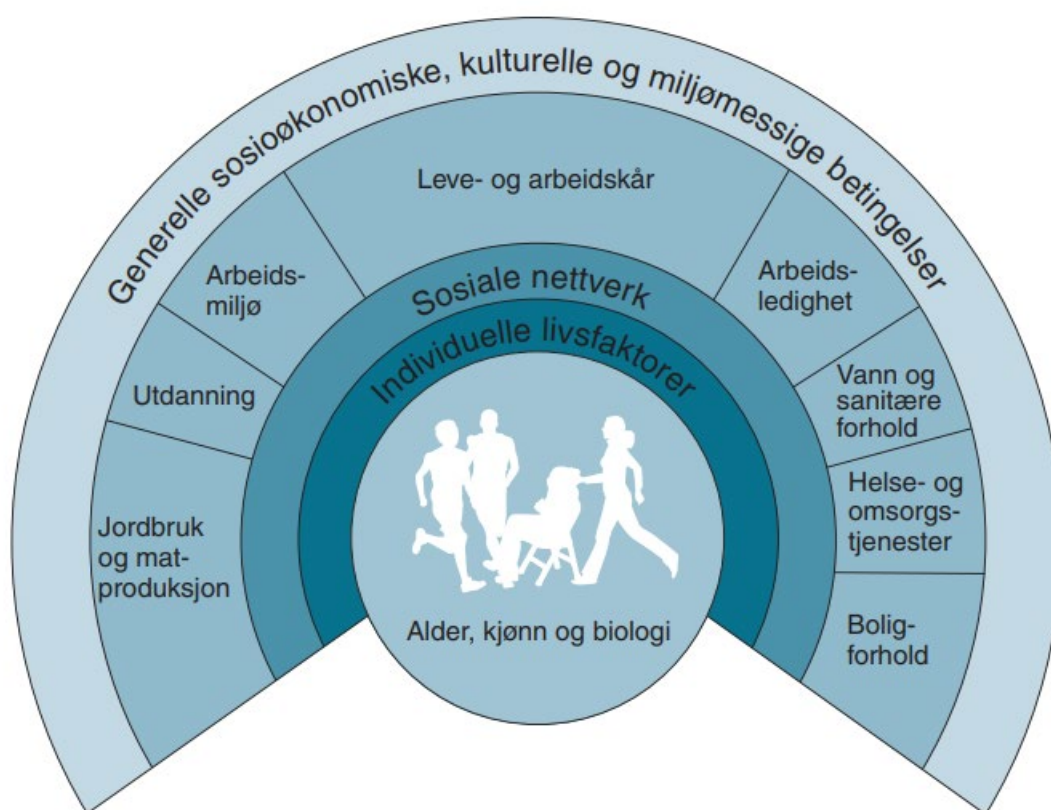 Generelle sosioøkonomiske, kulturelle og miljømessige betingelser
Leve- og arbeidskår
Arbeids-
miljø
Utdanning
Jordbruk
og mat-
produksjon
Arbeids-
ledighet
Vann og
sanitære
forhold
Helse- og
omsorgs-
tjenester
Bolig-
forhold
Sosiale nettverk
Individuelle livsfaktorer
Alder, kjønn og biologi